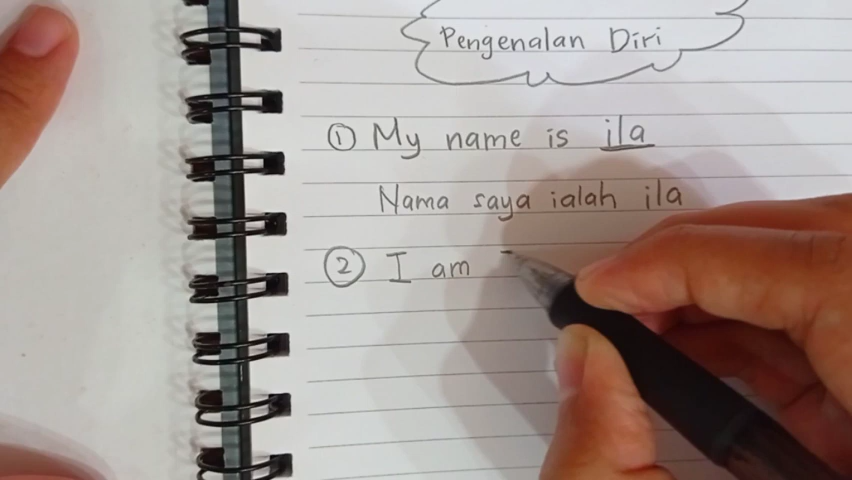 Pengenalan Diri
① My name is ila
Nama saya ialah ila
② I am